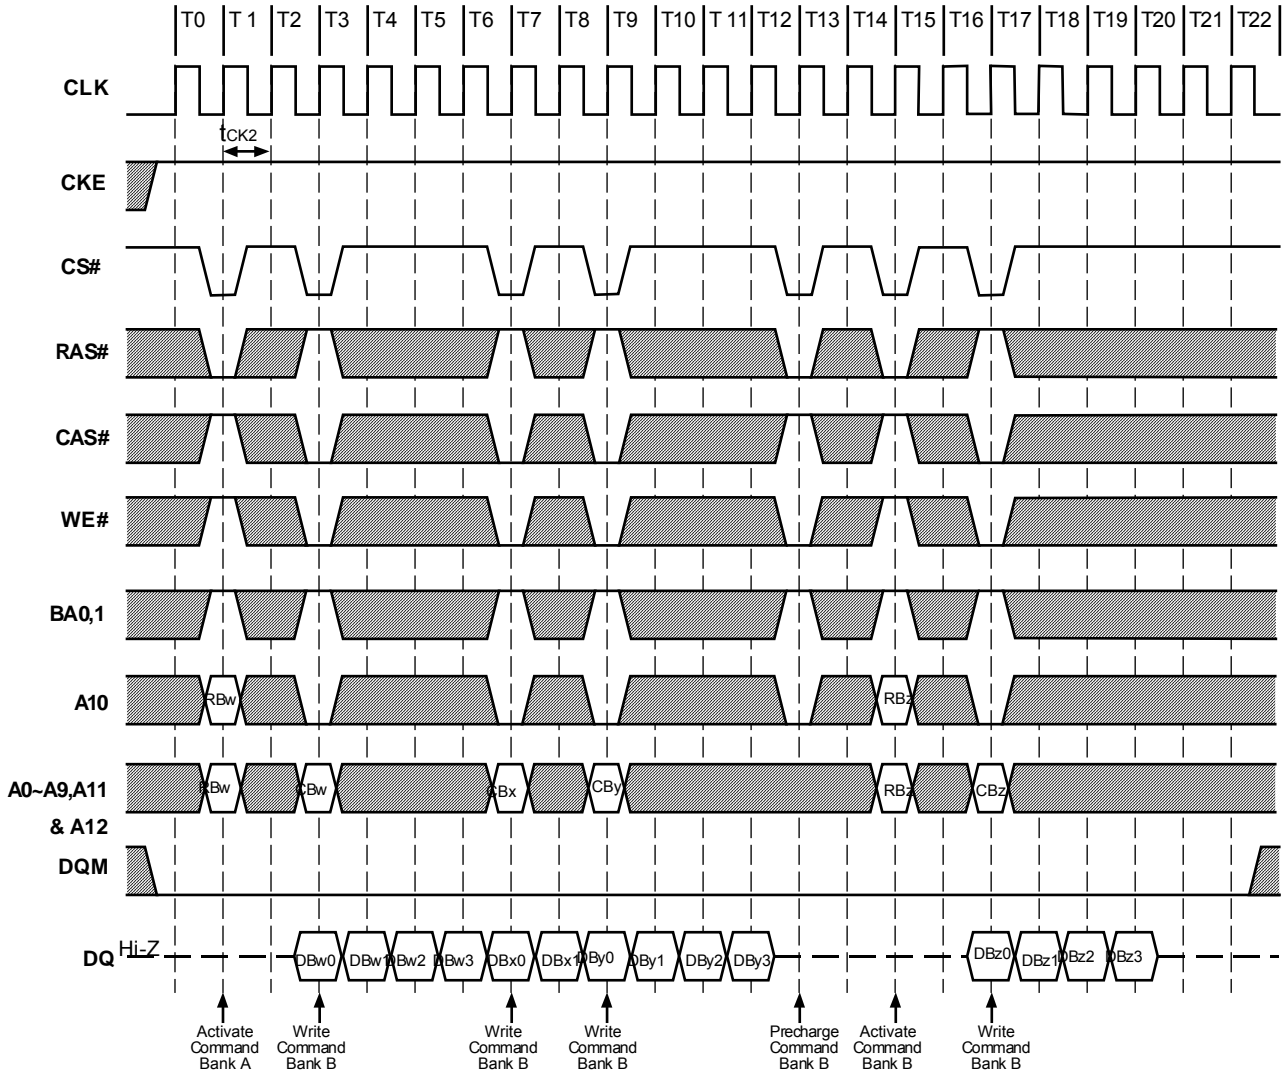 T0 T 1 T2 T3 T4 T5 T6 T7 T8 T9 T10 T 11 T12 T13 T14 T15 T16 T17 T18 T19 T20 T21 T22
CLK
tCK2
CKE
CS#
RAS#
CAS#
WE#
BA0,1
A10
RBw RBz
A0~A9,A11
& A12
RBw CBw CBx CBy RBz CBz
DQM
DQ Hi-Z
DBw0 DBw1 DBw2 DBw3 DBx0 DBx1 DBy0 DBy1 DBy2 DBy3 DBz0 DBz1 DBz2 DBz3
Activate
Command
Bank A
Write
Command
Bank B
Write
Command
Bank B
Write
Command
Bank B
Precharge
Command
Bank B
Activate
Command
Bank B
Write
Command
Bank B